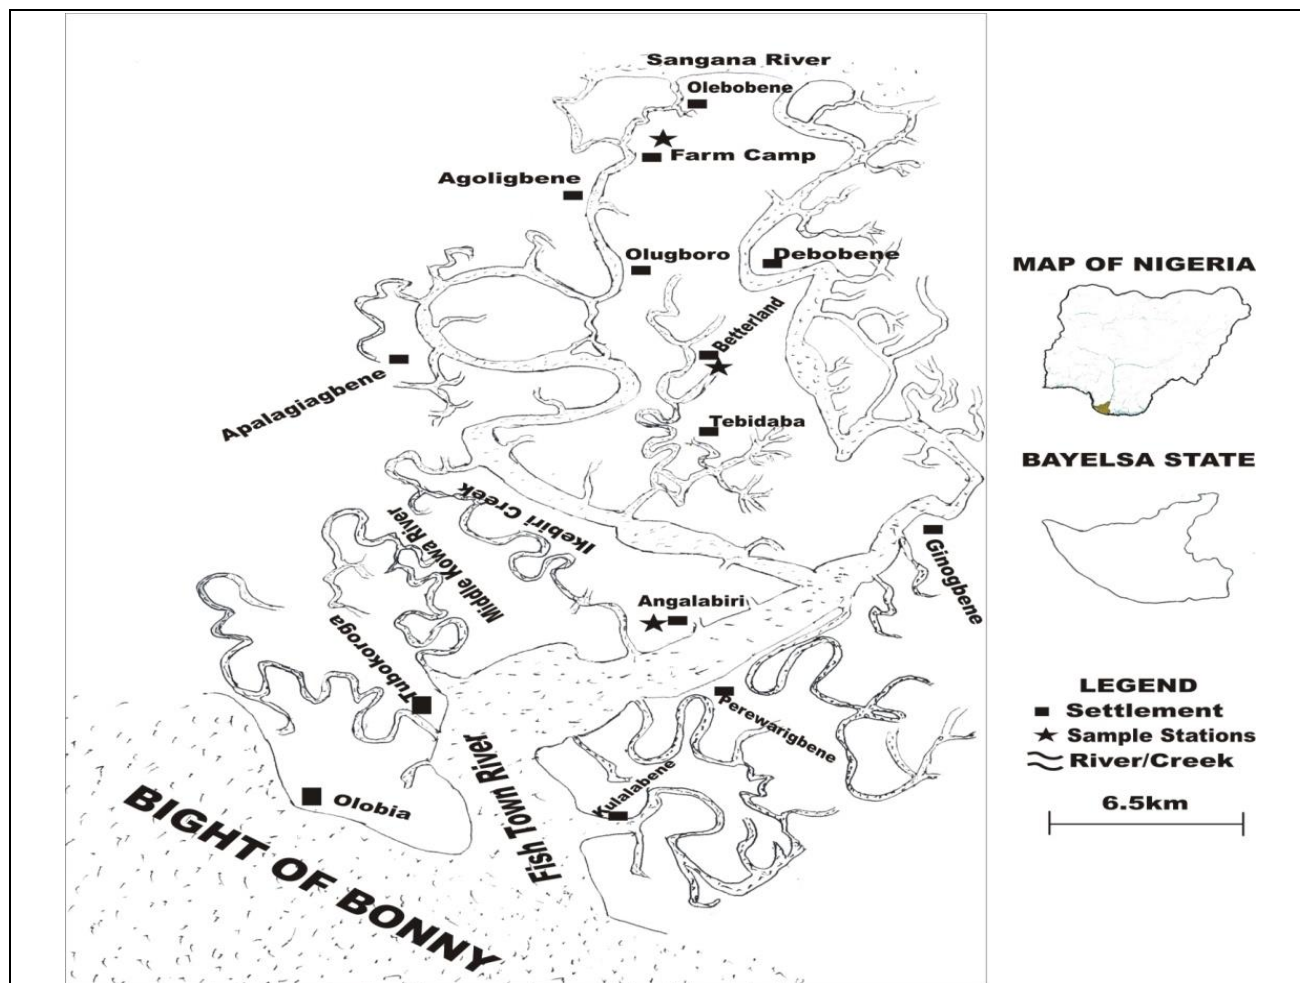 Sangana River
Olebobene
Farm Camp
Agoligbene
Olugboro
Debobene
Betterland
Apalagiagbene
Tebidaba
Ikebiri Creek
Middle Kowa River
Ginogbene
Angalabiri
Tubokoroga
Perewarigbene
Kulalabene
Olobia
Fish Town River
BIGHT OF BONNY
MAP OF NIGERIA
BAYELSA STATE
LEGEND
Settlement
Sample Stations
River/Creek
6.5km